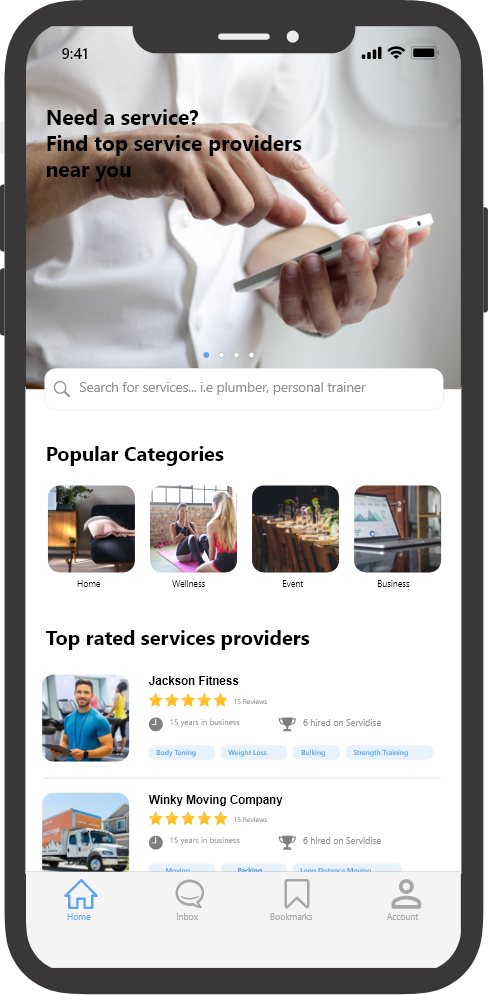 9:41
Need a service?
Find top service providers
near you
Search for services... i.e plumber, personal trainer
Popular Categories
Home Wellness Event Business
Top rated services providers
Jackson Fitness
15 Reviews
15 years in business 6 hired on Servidise
Body Toning Weight Loss Bulking Strength Training
Winky Moving Company
15 Reviews
15 years in business 6 hired on Servidise
Moving Packing Long Distance Moving
Home Inbox Bookmarks Account